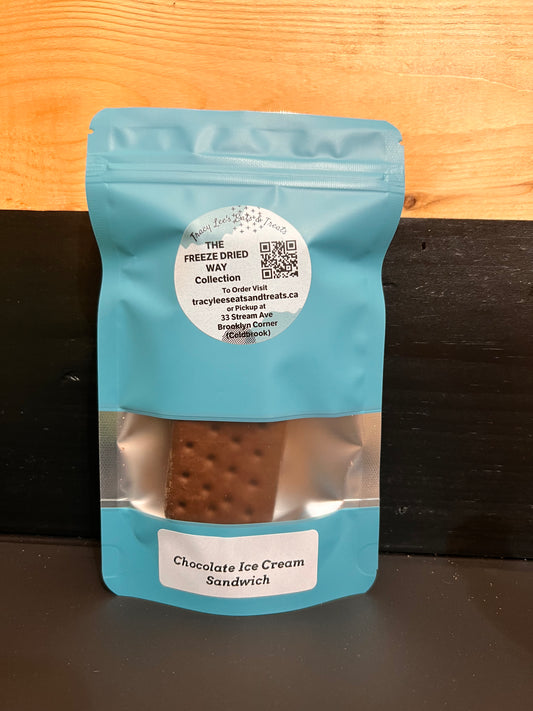 Tracy Lee's Eats & Treats
THE
FREEZE DRIED
WAY
Collection
To Order Visit
tracyleeseatsandtreats.ca
or Pickup at
33 Stream Ave
Brooklyn Corner
(Coldbrook)
Chocolate Ice Cream
Sandwich